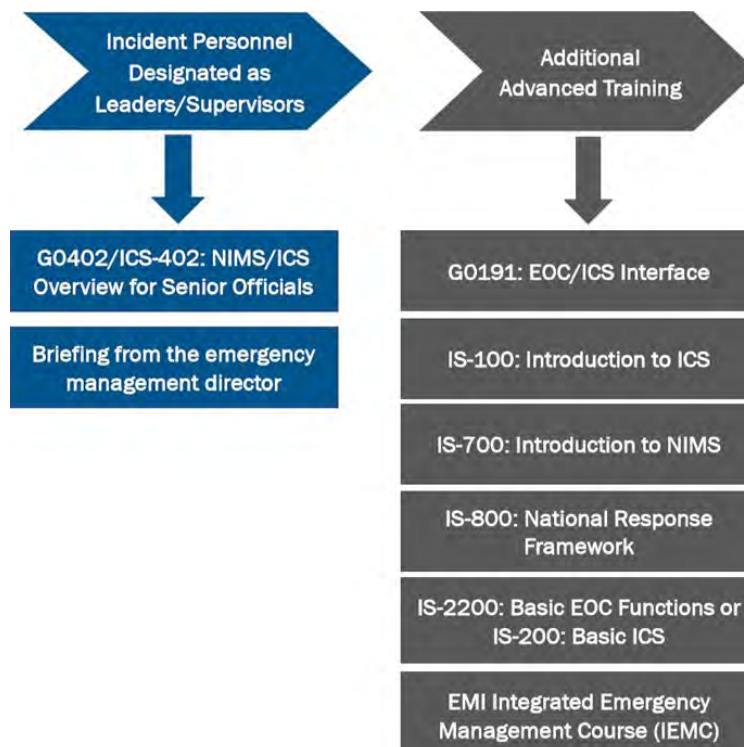 Incident Personnel
Designated as
Leaders/Supervisors
G0402/ICS-402: NIMS/ICS
Overview for Senior Officials
Briefing from the emergency
management director
Additional
Advanced Training
G0191: EOC/ICS Interface
IS-100: Introduction to ICS
IS-700: Introduction to NIMS
IS-800: National Response
Framework
IS-2200: Basic EOC Functions or
IS-200: Basic ICS
EMI Integrated Emergency
Management Course (IEMC)